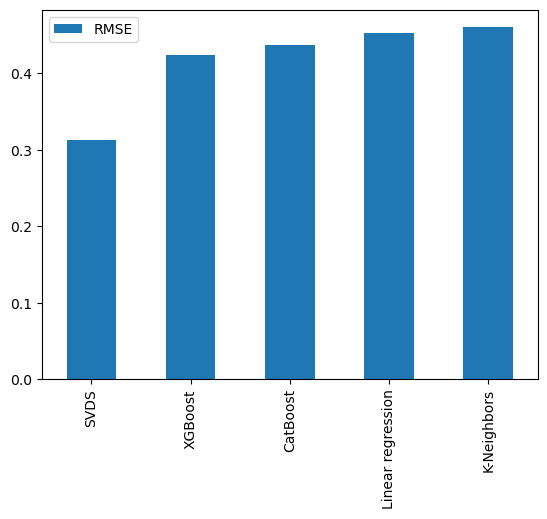 RMSE
0.4
0.3
0.2
0.1
0.0
SVDS
XGBoost
CatBoost
Linear regression
K-Neighbors